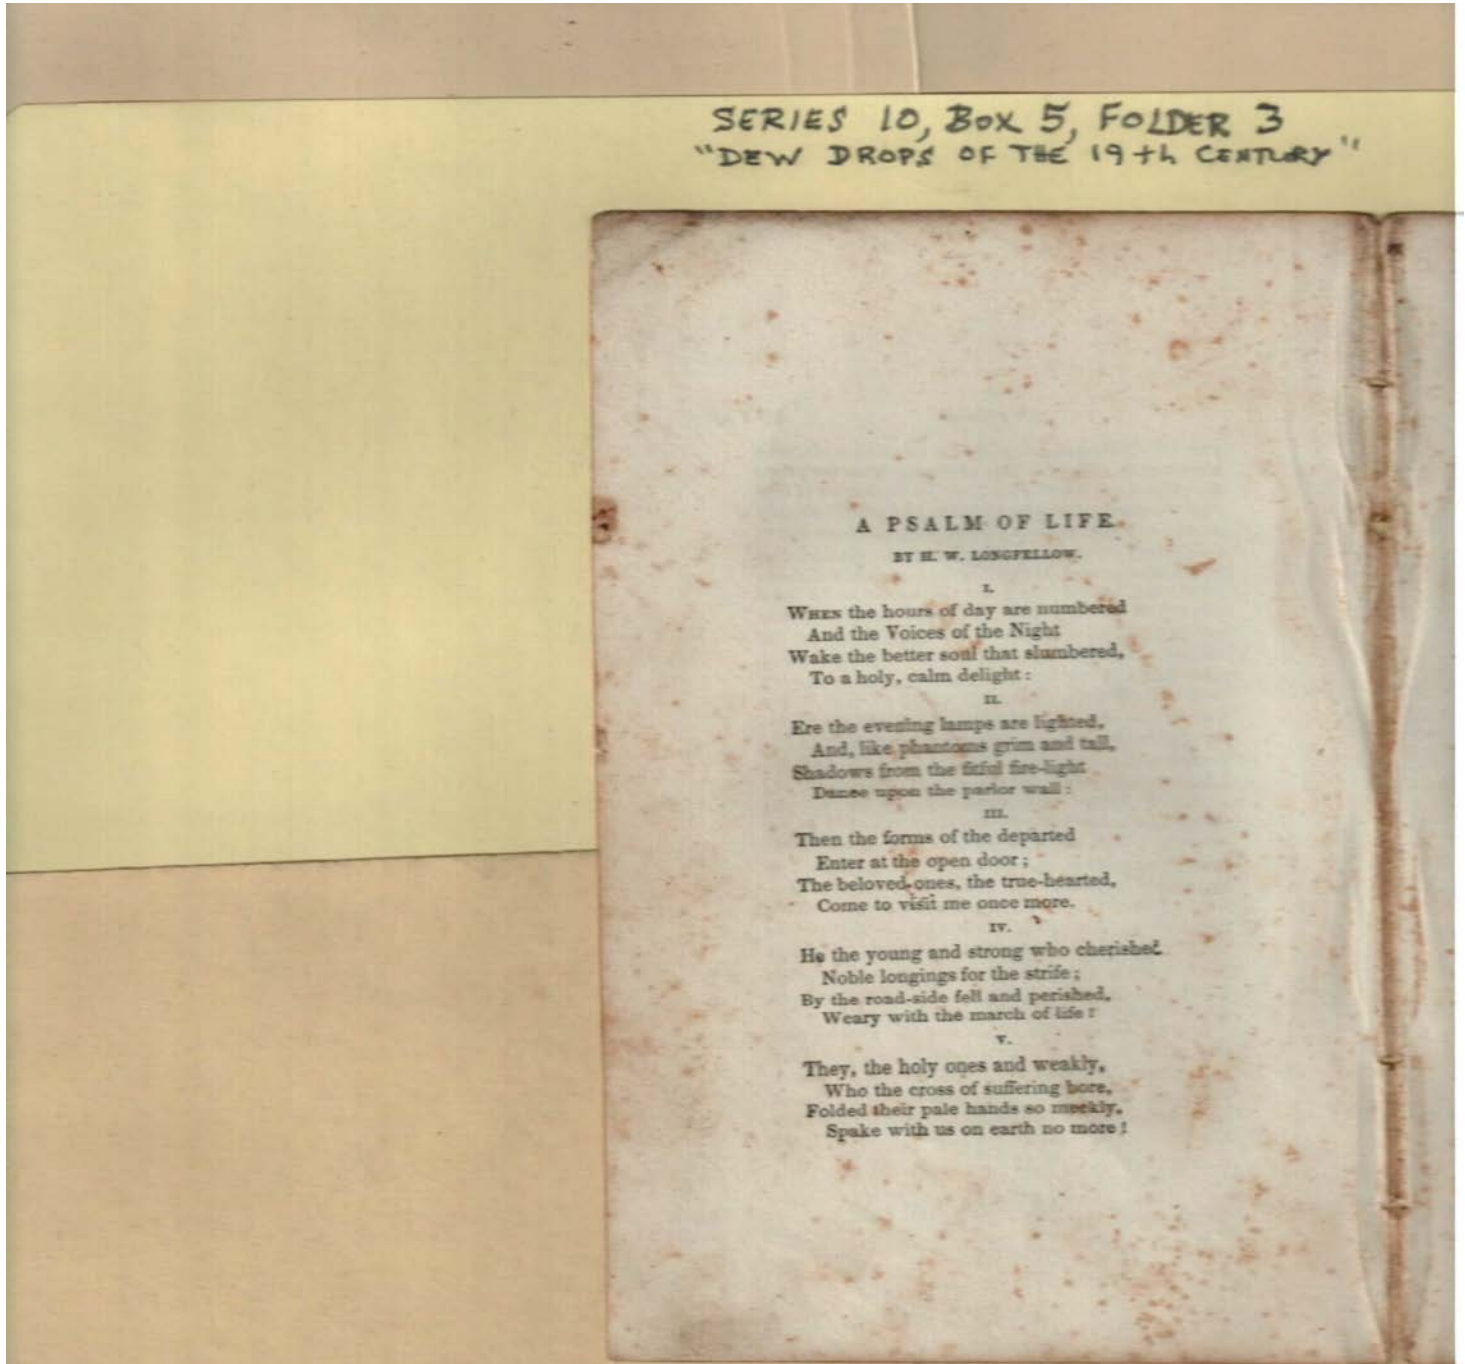 SERIES 10, BOX 5, FOLDER 3
"DEW DROPS OF THE 19th CENTURY"
A PSALM OF LIFE.
BY H. W. LONGFELLOW.
I.
WHEN the hours of day are numbered
And the Voices of the Night
Wake the better soul that slumbered,
To a holy, calm delight:
II.
Ere the evening lamps are lighted,
And, like phantoms grim and tall,
Shadows from the fitful fire-light
Dance upon the parlor wall:
III.
Then the forms of the departed
Enter at the open door;
The beloved ones, the true-hearted,
Come to visit me once more.
IV.
He the young and strong who cherished
Noble longings for the strife;
By the road-side fell and perished,
Weary with the march of life!
V.
They, the holy ones and weakly,
Who the cross of suffering bore,
Folded their pale hands so meekly,
Spake with us on earth no more!